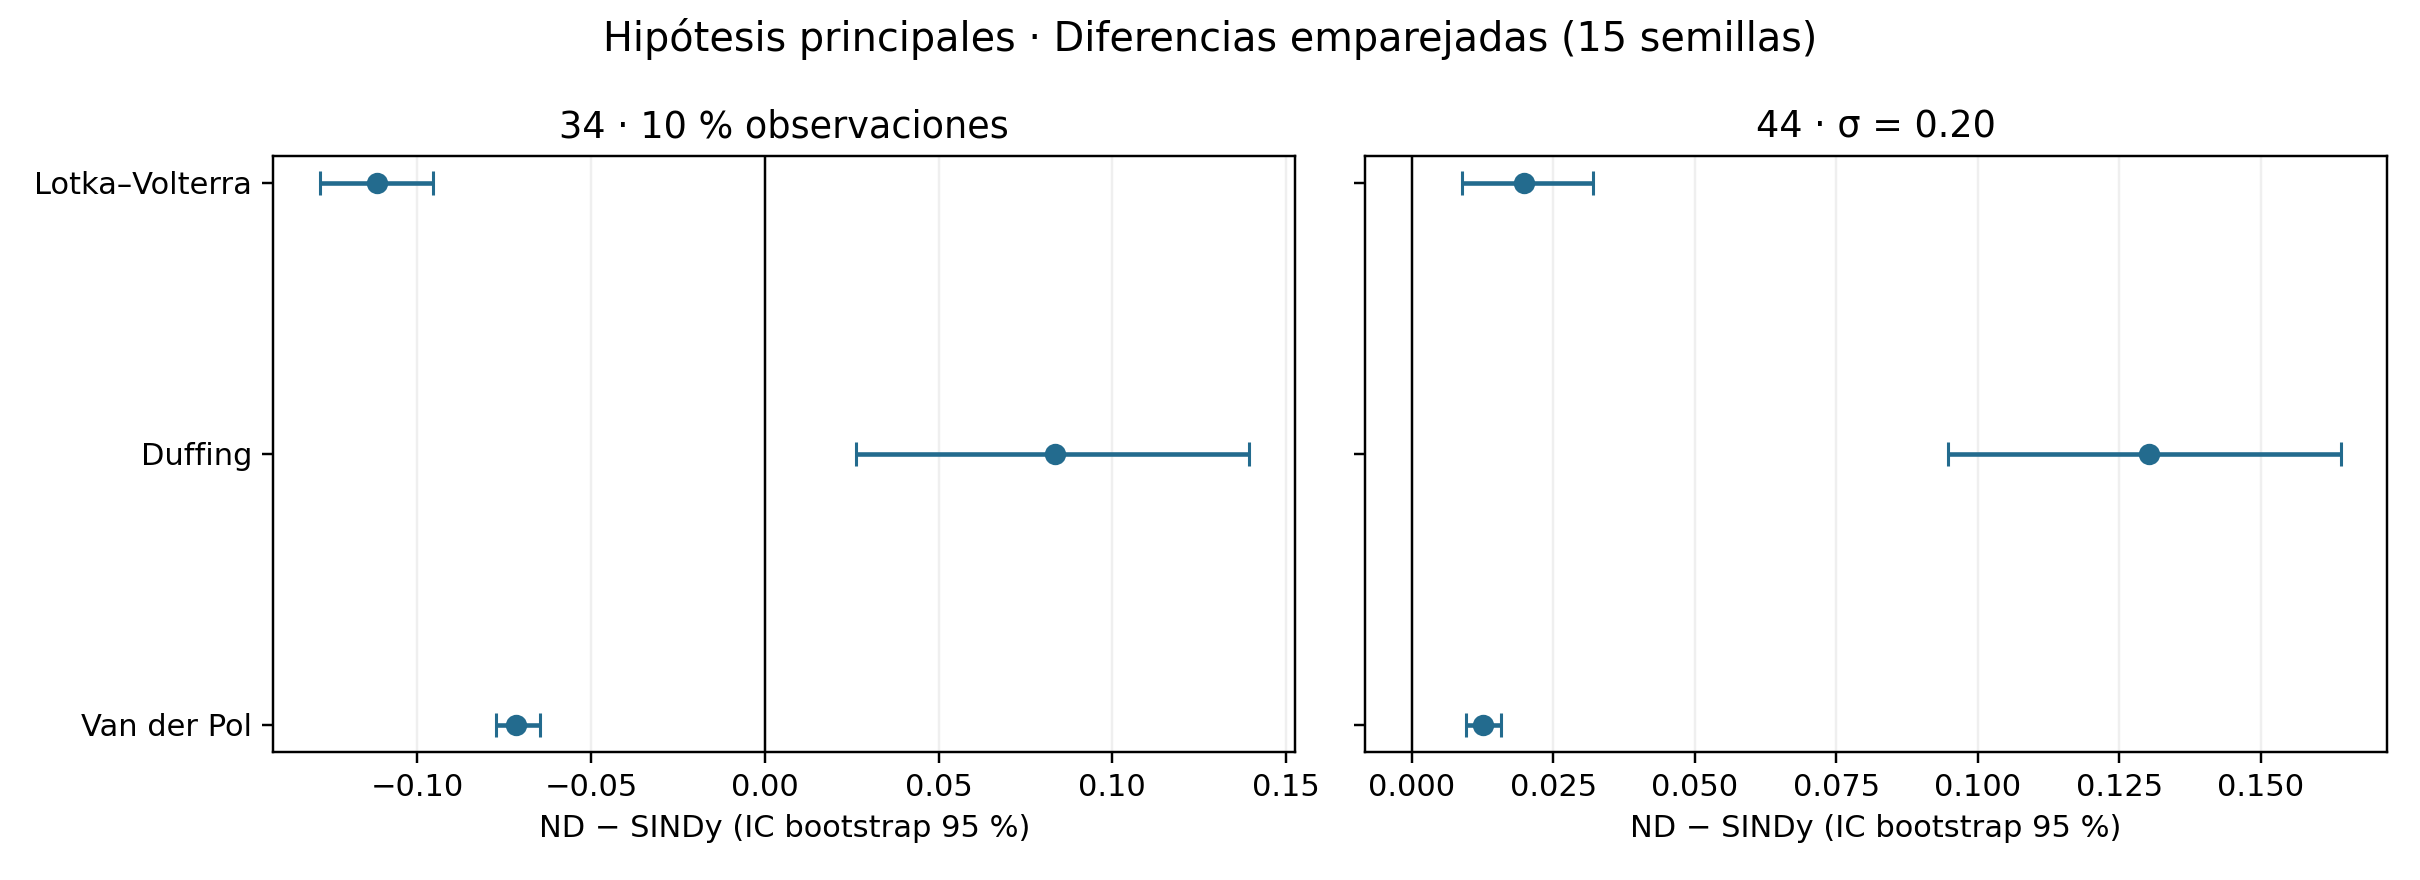 Hipótesis principales · Diferencias emparejadas (15 semillas)
34 · 10 % observaciones
44 · σ = 0.20
Lotka–Volterra
Duffing
Van der Pol
−0.10 −0.05 0.00 0.05 0.10 0.15
0.000 0.025 0.050 0.075 0.100 0.125 0.150
ND − SINDy (IC bootstrap 95 %)
ND − SINDy (IC bootstrap 95 %)